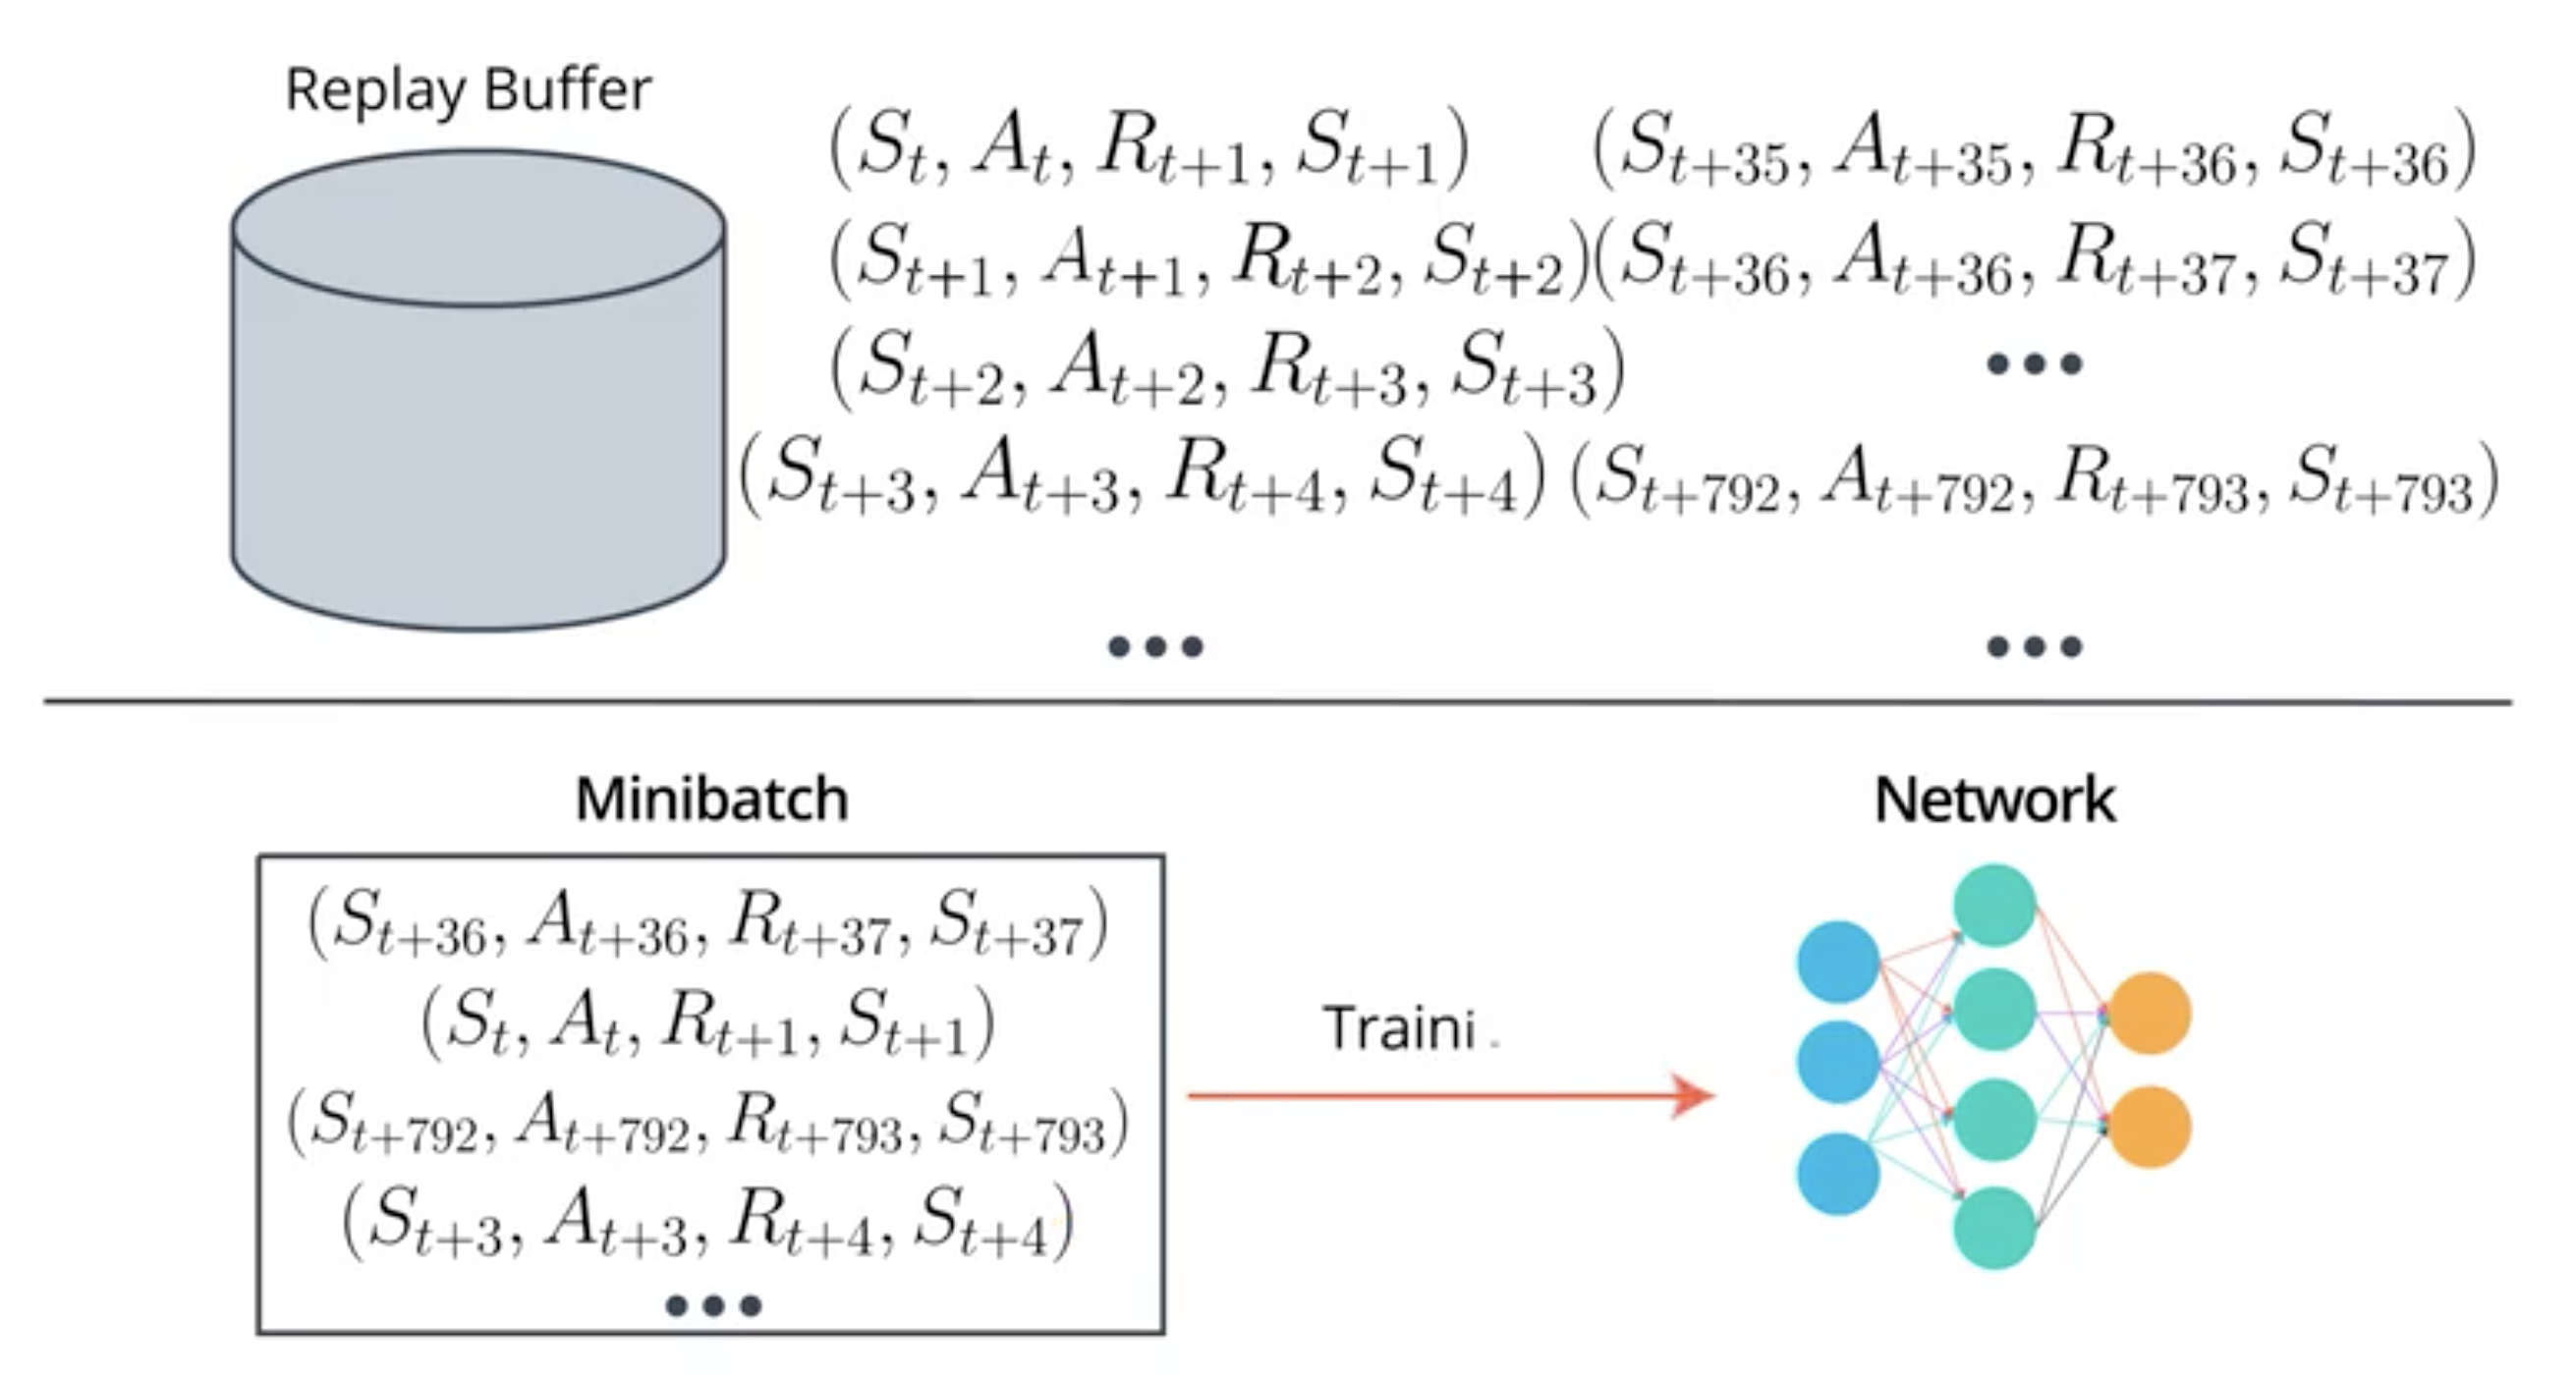 Replay Buffer
(S_t, A_t, R_{t+1}, S_{t+1})
(S_{t+1}, A_{t+1}, R_{t+2}, S_{t+2})
(S_{t+2}, A_{t+2}, R_{t+3}, S_{t+3})
(S_{t+3}, A_{t+3}, R_{t+4}, S_{t+4})
•••
(S_{t+35}, A_{t+35}, R_{t+36}, S_{t+36})
(S_{t+36}, A_{t+36}, R_{t+37}, S_{t+37})
•••
(S_{t+792}, A_{t+792}, R_{t+793}, S_{t+793})
•••
Minibatch
(S_{t+36}, A_{t+36}, R_{t+37}, S_{t+37})
(S_t, A_t, R_{t+1}, S_{t+1})
(S_{t+792}, A_{t+792}, R_{t+793}, S_{t+793})
(S_{t+3}, A_{t+3}, R_{t+4}, S_{t+4})
•••
Traini
Network